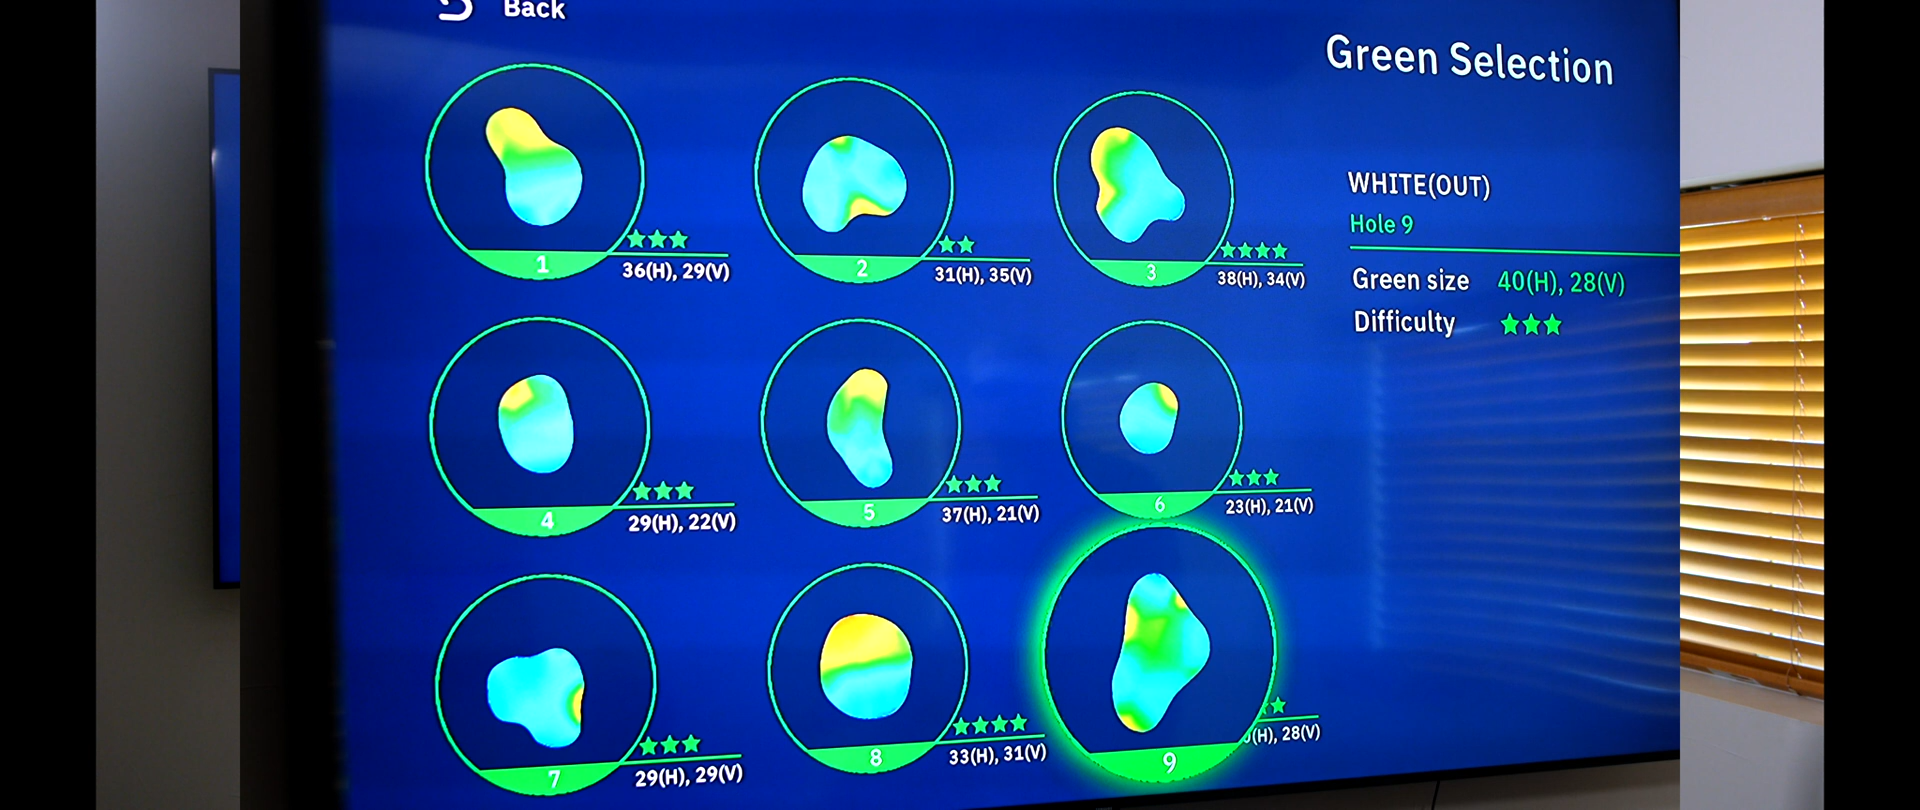 Back
Green Selection
1
36(H), 29(V)
2
31(H), 35(V)
3
38(H), 34(V)
WHITE(OUT)
Hole 9
Green size 40(H), 28(V)
Difficulty
4
29(H), 22(V)
5
37(H), 21(V)
6
23(H), 21(V)
7
29(H), 29(V)
8
33(H), 31(V)
9
(H), 28(V)